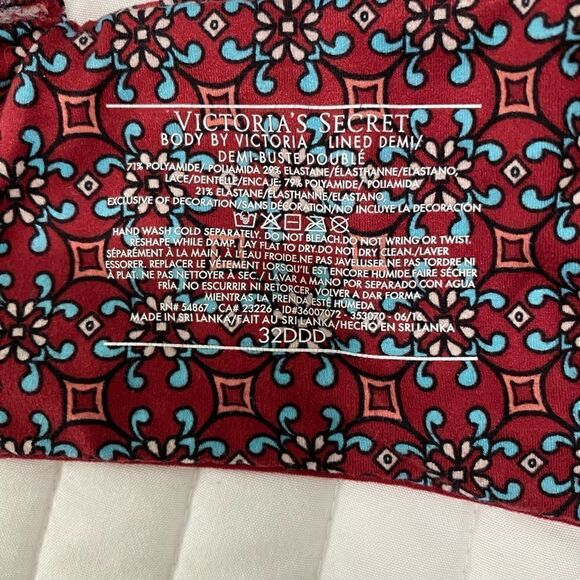 VICTORIA'S SECRET
BODY BY VICTORIA / LINED DEMI/
DEMI-BUSTE DOUBLÉ
71% POLYAMIDE/ POLIAMIDA 29% ELASTANE/ÉLASTHANNE/ELASTANO,
LACE/DENTELLE/ENCAJE: 79% POLYAMIDE/ POLIAMIDA
21% ELASTANE/ÉLASTHANNE/ELASTANO,
EXCLUSIVE OF DECORATION/SANS DÉCORATION/NO INCLUYE LA DECORACIÓN
HAND WASH COLD SEPARATELY. DO NOT BLEACH.DO NOT WRING OR TWIST.
RESHAPE WHILE DAMP. LAY FLAT TO DRY.DO NOT DRY CLEAN./LAVER
SÉPARÉMENT À LA MAIN, À L'EAU FROIDE.NE PAS JAVELLISER.NE PAS TORDRE NI
ESSORER. REPLACER LE VÊTEMENT LORSQU'IL EST ENCORE HUMIDE.FAIRE SÉCHER
À PLAT. NE PAS NETTOYER À SEC./ LAVAR A MANO POR SEPARADO CON AGUA
FRÍA. NO ESCURRIR NI RETORCER. VOLVER A DAR FORMA
MIENTRAS LA PRENDA ESTÉ HÚMEDA
RN# 54867 - CA# 23226 - ID#36007072 - 353070 - 06/16.
MADE IN SRI LANKA/FAIT AU SRI LANKA/HECHO EN SRI LANKA
32DDD